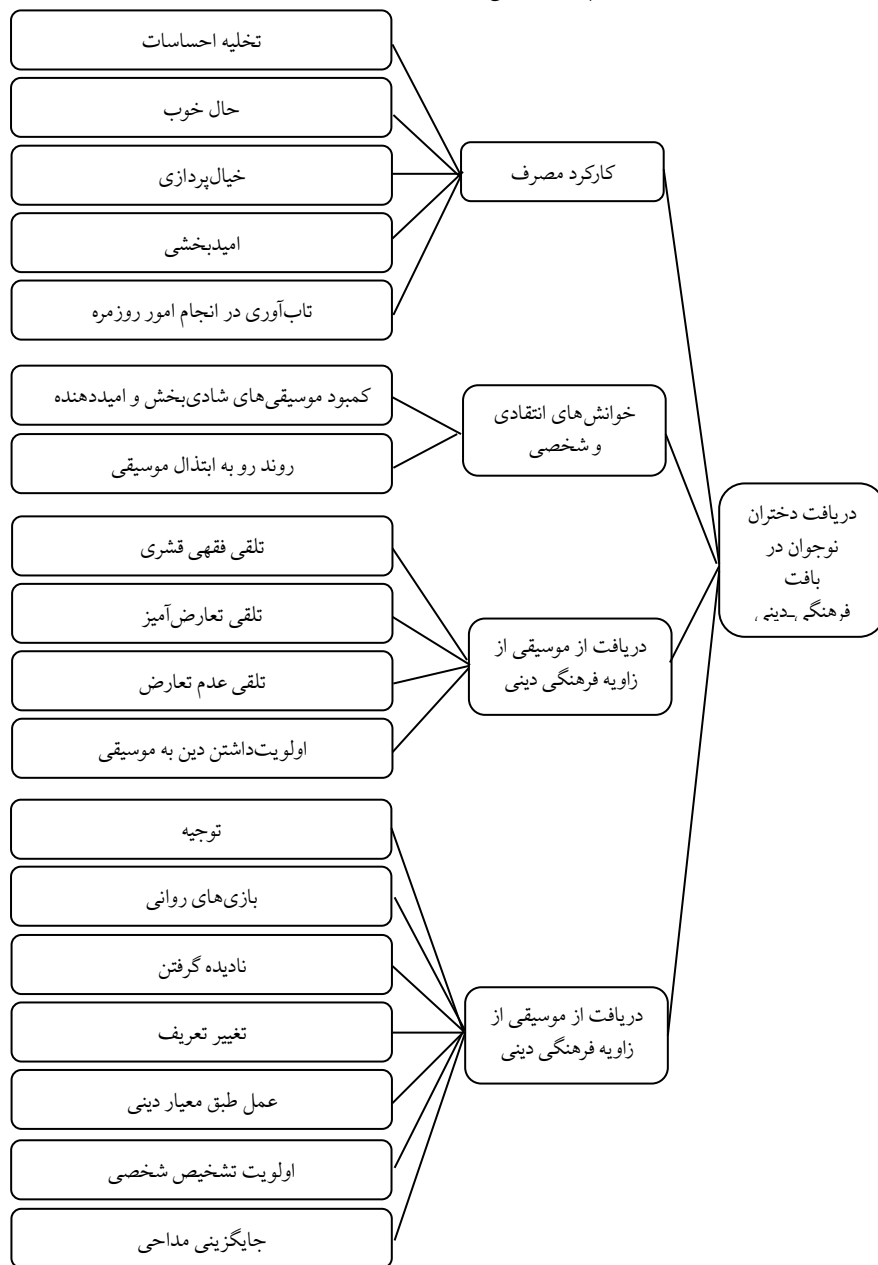 دریافت دختران
نوجوان در
بافت
فرهنگی‌ـدینی
کارکرد مصرف
تخلیه احساسات
حال خوب
خیال‌پردازی
امیدبخشی
تاب‌آوری در انجام امور روزمره
خوانش‌های انتقادی
و شخصی
کمبود موسیقی‌های شادی‌بخش و امیددهنده
روند رو به ابتذال موسیقی
دریافت از موسیقی از
زاویه فرهنگی دینی
تلقی فقهی قشری
تلقی تعارض‌آمیز
تلقی عدم تعارض
اولویت‌داشتن دین به موسیقی
دریافت از موسیقی از
زاویه فرهنگی دینی
توجیه
بازی‌های روانی
نادیده گرفتن
تغییر تعریف
عمل طبق معیار دینی
اولویت تشخیص شخصی
جایگزینی مداحی